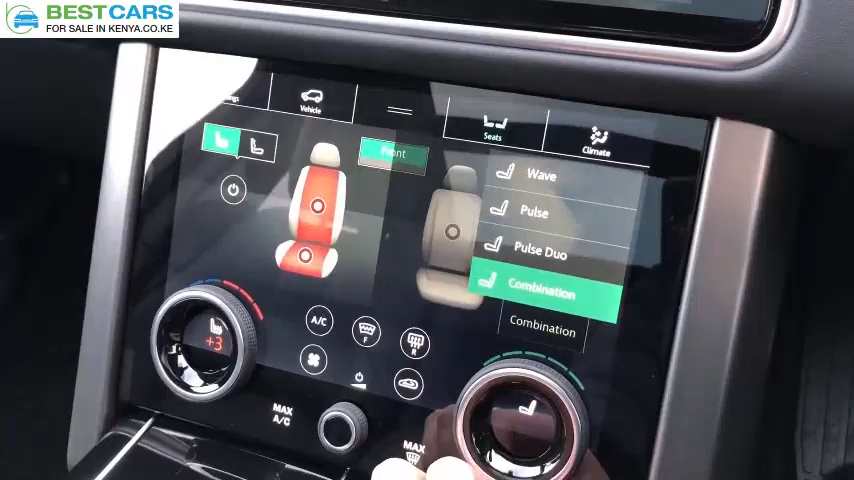 BESTCARS
FOR SALE IN KENYA.CO.KE
Vehicle
Seats
Climate
Front
Wave
Pulse
Pulse Duo
Combination
Combination
A/C
F
R
+3
MAX
A/C
MAX